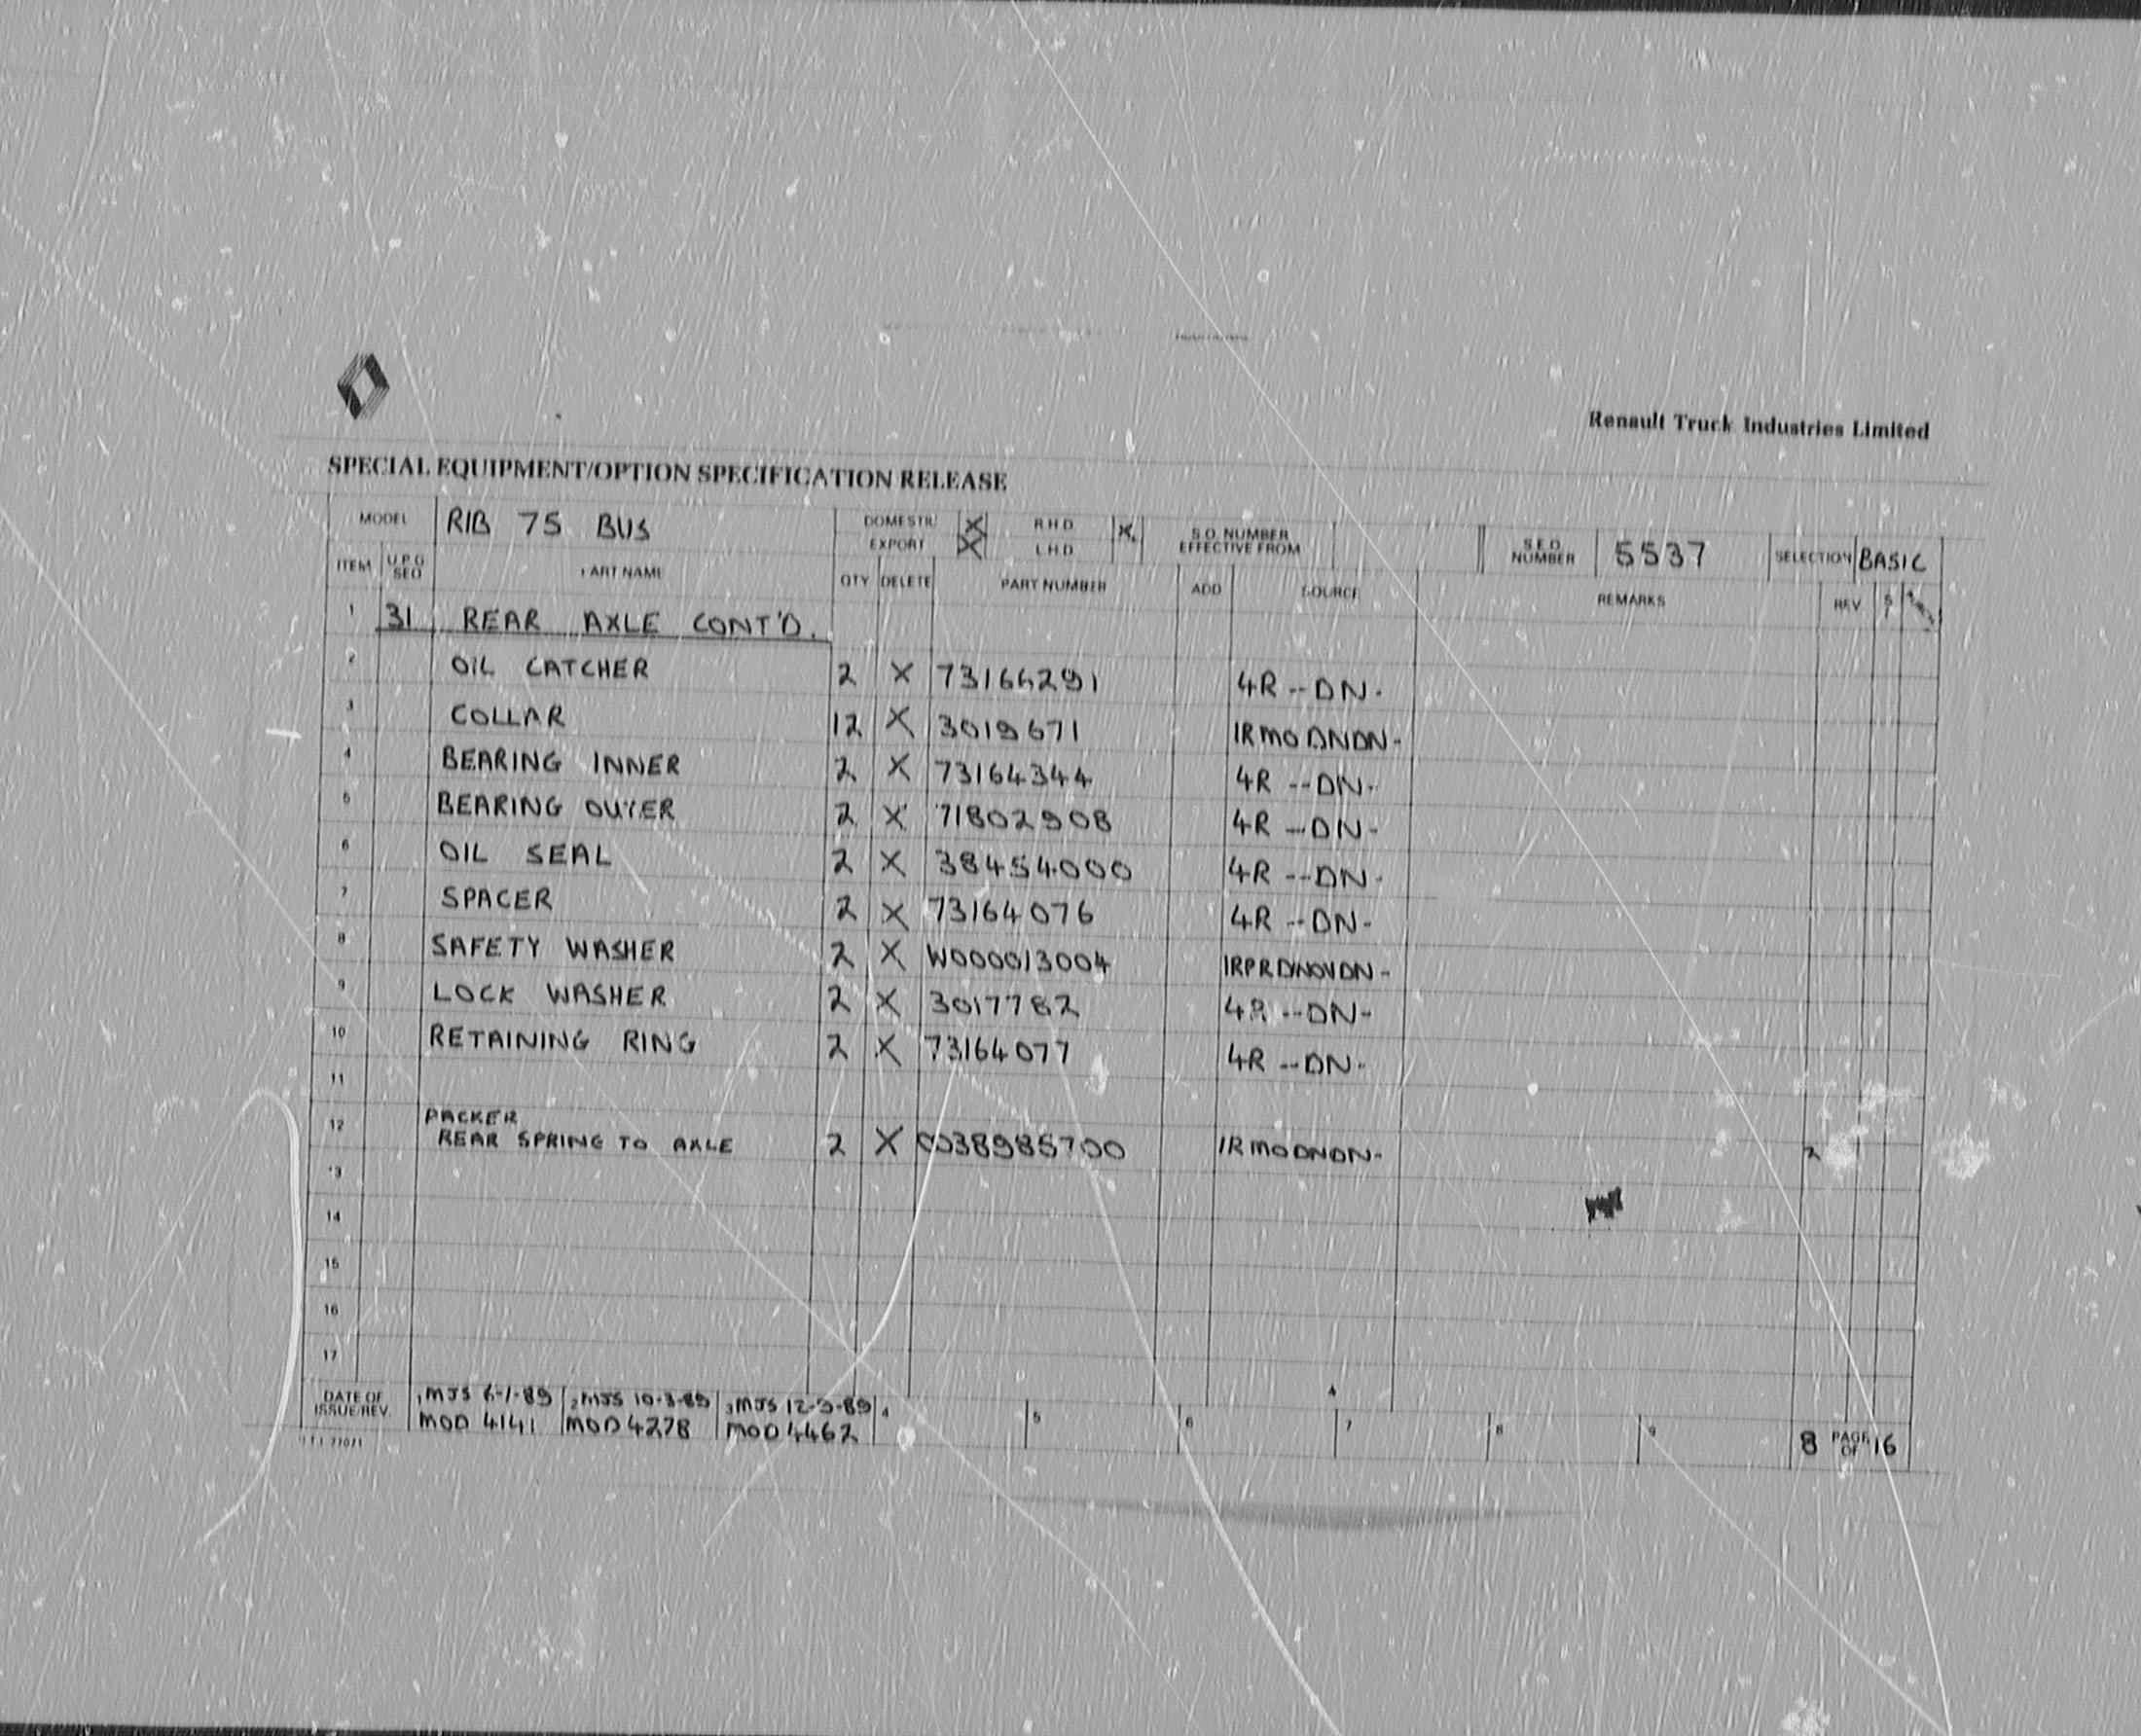 Renault Truck Industries Limited
SPECIAL EQUIPMENT/OPTION SPECIFICATION RELEASE
MODEL RIB 75 BUS DOMESTIC X R.H.D. X S.O. NUMBER S.E.O. NUMBER 5537 SELECTION BASIC
EXPORT X L.H.D. EFFECTIVE FROM
ITEM U.P.G SEQ PART NAME QTY DELETE PART NUMBER ADD SOURCE REMARKS REV
1 31 REAR AXLE CONT'D.
2 OIL CATCHER 2 X 73164291 4R --DN-
3 COLLAR 12 X 3019671 IRMODNDN-
4 BEARING INNER 2 X 73164344 4R --DN-
5 BEARING OUTER 2 X 71802908 4R --DN-
6 OIL SEAL 2 X 38454000 4R --DN-
7 SPACER 2 X 73164076 4R --DN-
8 SAFETY WASHER 2 X W000013004
9 LOCK WASHER 2 X 3017782 4R --DN-
10 RETAINING RING 2 X 73164077 4R --DN-
11
12 PACKER
REAR SPRING TO AXLE 2 X 0038985700 IRMODNDN- 2
13
14
15
16
17
DATE OF ISSUE/REV. 1 MJS 6-1-89 2 MJS 10-3-89 3 MJS 12-9-89 4 5 6 7 8 9
MOD 4141 MOD 4278 MOD 4462 8 PAGE OF 16